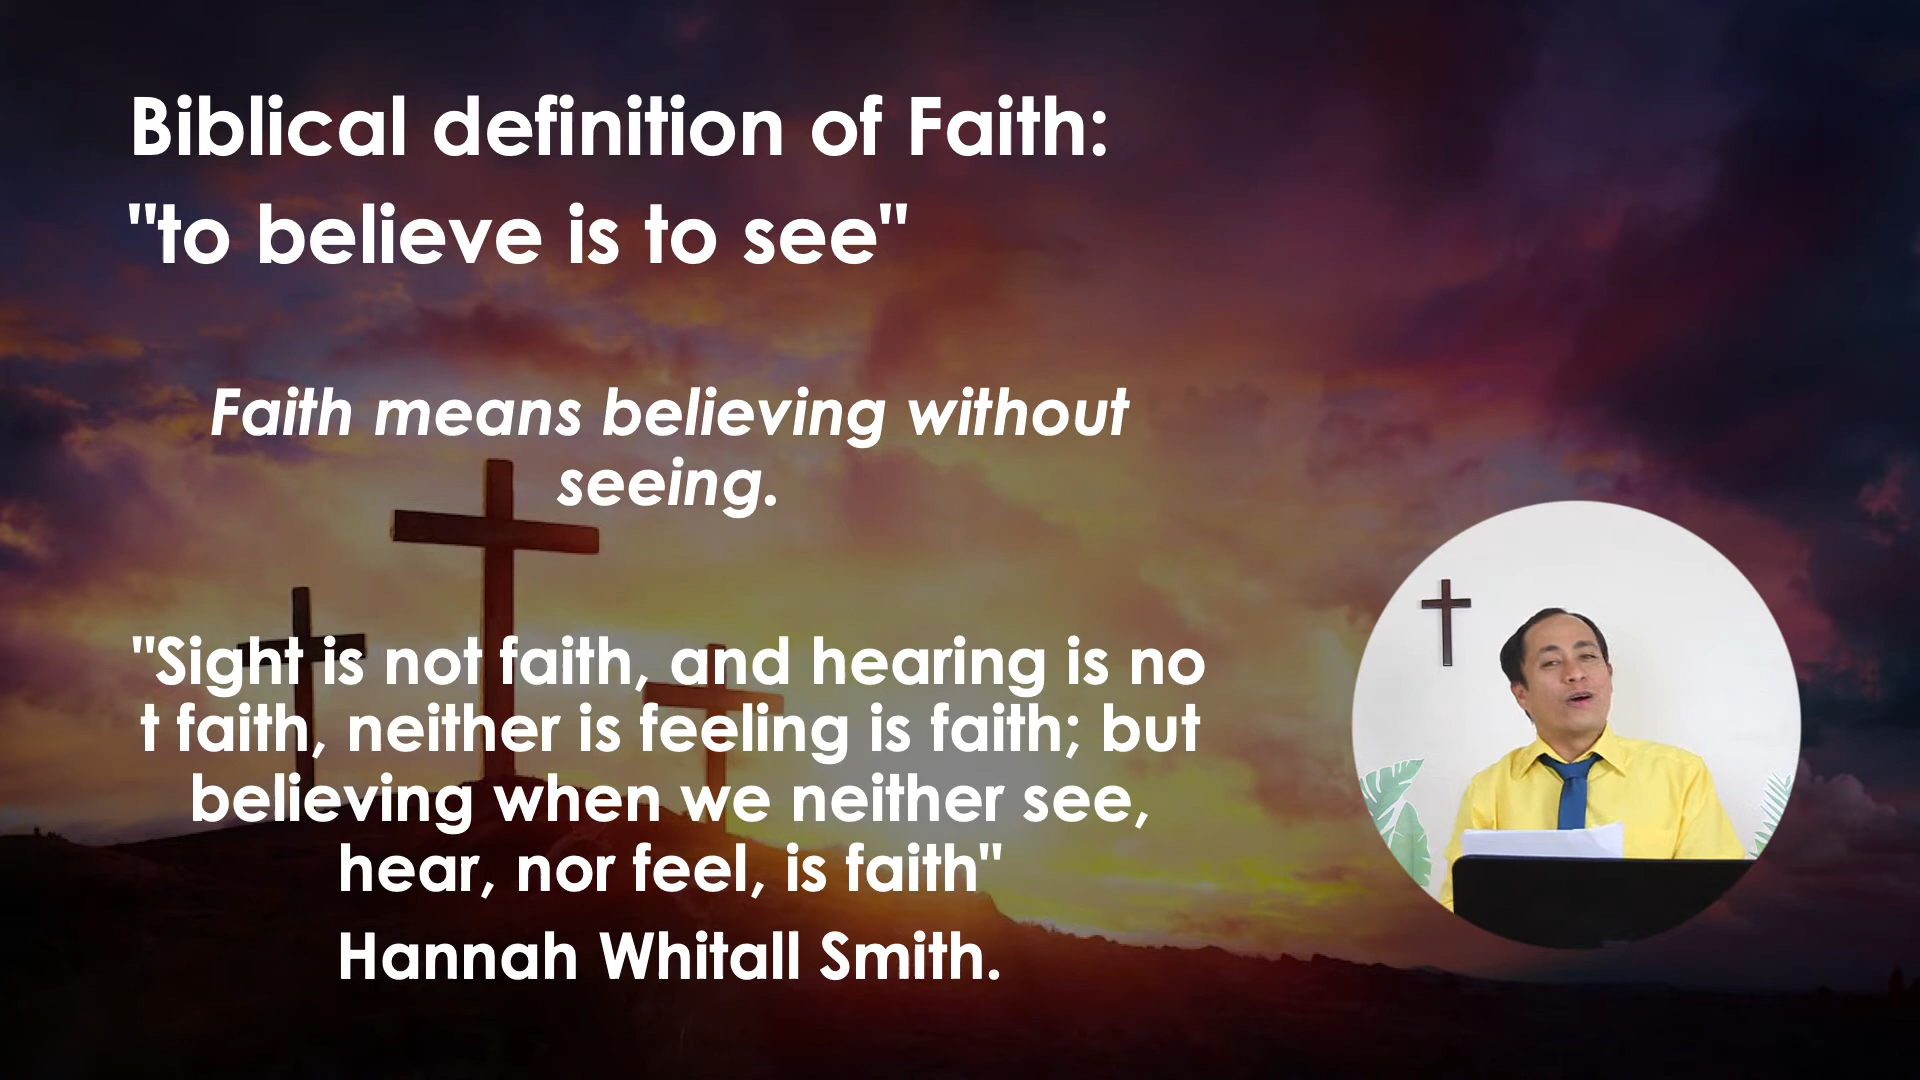 Biblical definition of Faith:
"to believe is to see"
Faith means believing without
seeing.
"Sight is not faith, and hearing is no
t faith, neither is feeling is faith; but
believing when we neither see,
hear, nor feel, is faith"
Hannah Whitall Smith.